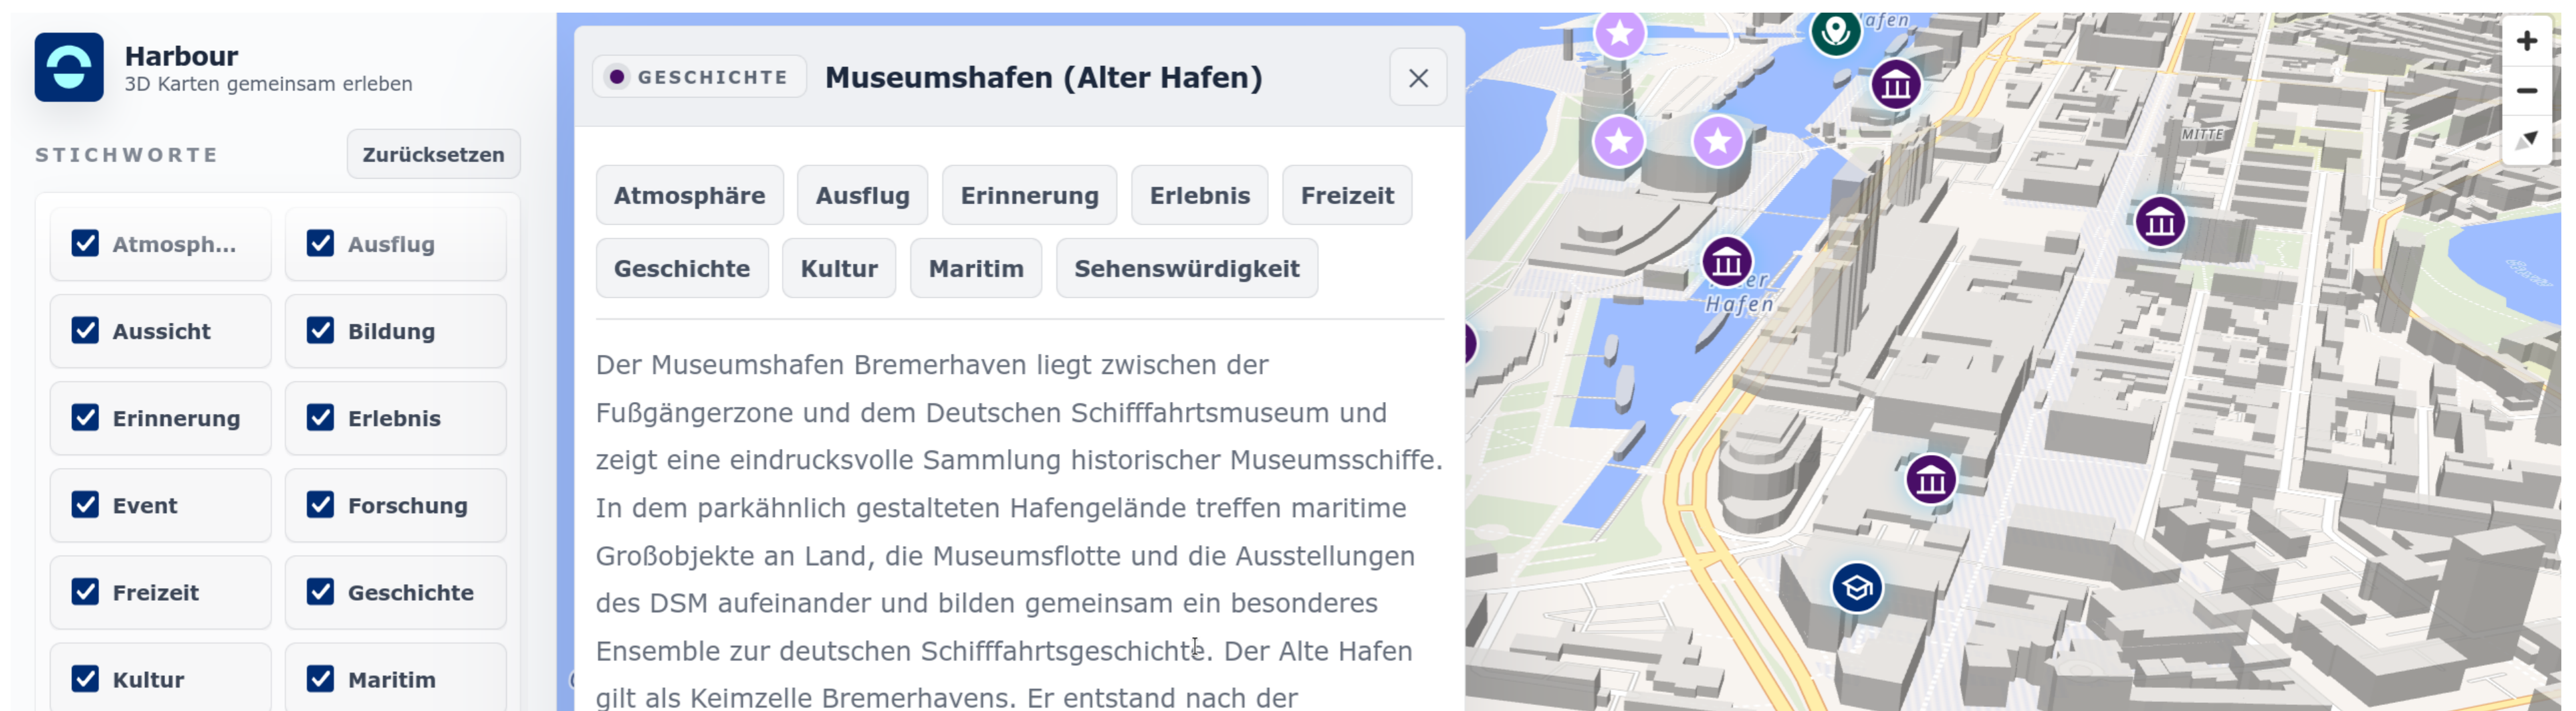 Harbour
3D Karten gemeinsam erleben
STICHWORTE
Zurücksetzen
Atmosph...
Ausflug
Aussicht
Bildung
Erinnerung
Erlebnis
Event
Forschung
Freizeit
Geschichte
Kultur
Maritim
GESCHICHTE
Museumshafen (Alter Hafen)
Atmosphäre
Ausflug
Erinnerung
Erlebnis
Freizeit
Geschichte
Kultur
Maritim
Sehenswürdigkeit
Der Museumshafen Bremerhaven liegt zwischen der
Fußgängerzone und dem Deutschen Schifffahrtsmuseum und
zeigt eine eindrucksvolle Sammlung historischer Museumsschiffe.
In dem parkähnlich gestalteten Hafengelände treffen maritime
Großobjekte an Land, die Museumsflotte und die Ausstellungen
des DSM aufeinander und bilden gemeinsam ein besonderes
Ensemble zur deutschen Schifffahrtsgeschichte. Der Alte Hafen
gilt als Keimzelle Bremerhavens. Er entstand nach der
MITTE
Hafen